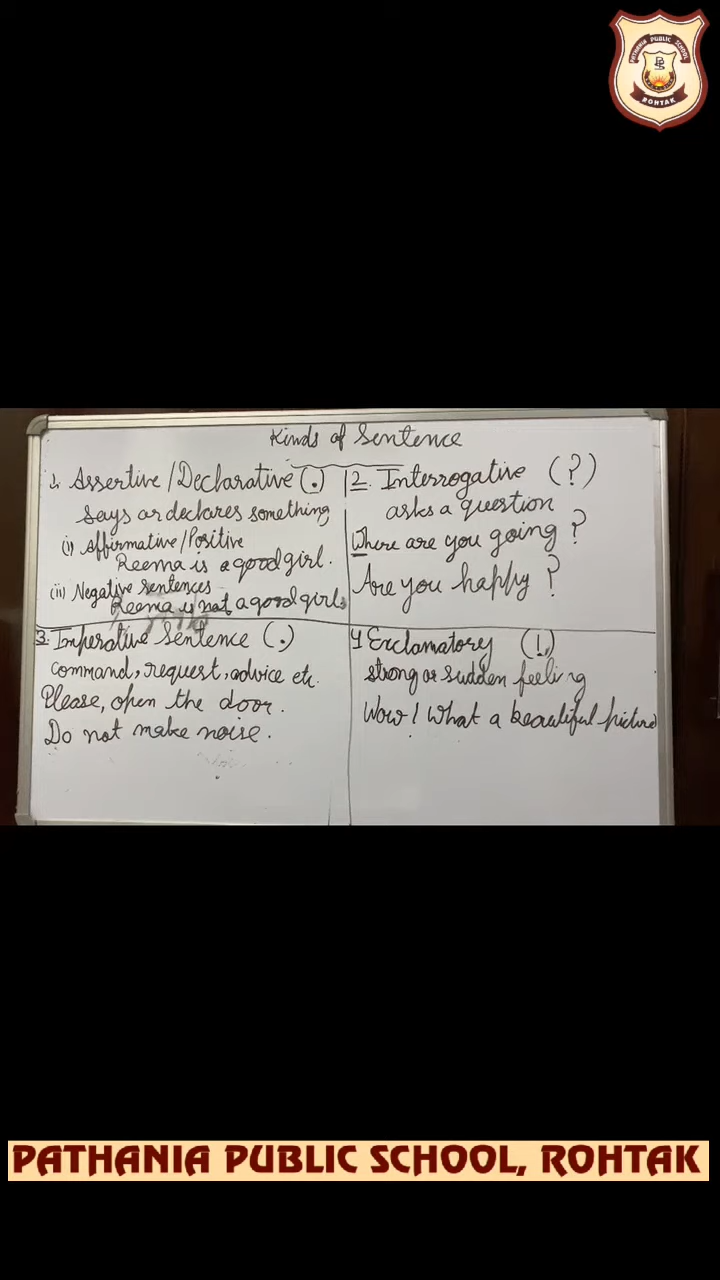 PATHANIA PUBLIC SCHOOL
PS
ROHTAK
Kinds of Sentence
1. Assertive/Declarative (.)
says or declares something
(i) Affirmative/Positive
Reema is a good girl.
(ii) Negative sentences
Reema is not a good girl.
2. Interrogative (?)
asks a question
Where are you going ?
Are you happy ?
3. Imperative Sentence (.)
command, request, advice etc.
Please, open the door.
Do not make noise.
4 Exclamatory (!)
strong or sudden feeling
Wow! What a beautiful picture
PATHANIA PUBLIC SCHOOL, ROHTAK